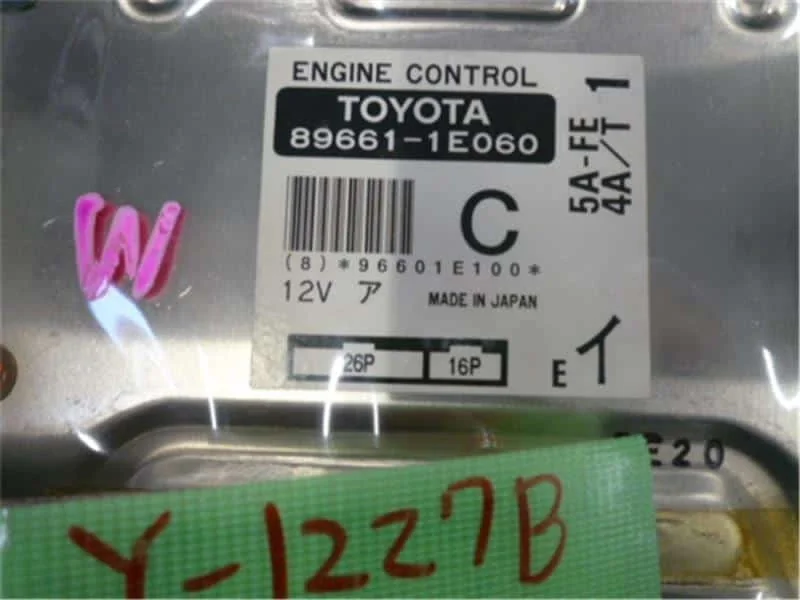 ENGINE CONTROL
TOYOTA
89661-1E060
5A-FE 1
4A/T
W
C
(8)*96601E100*
12V ア
MADE IN JAPAN
26P 16P
E イ
E20
Y-1227B